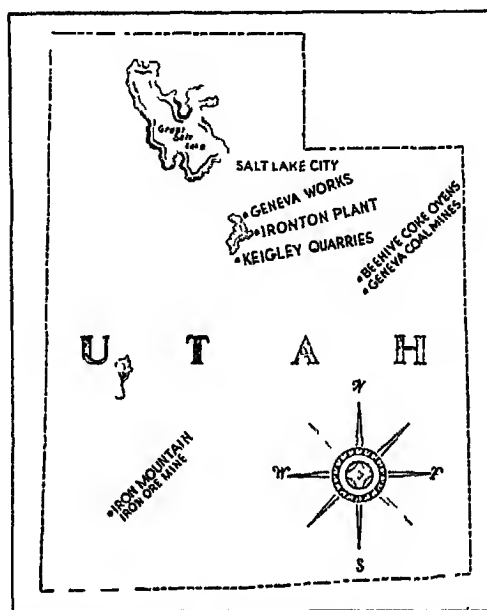 Great
Salt
Lake
SALT LAKE CITY
GENEVA WORKS
IRONTON PLANT
KEIGLEY QUARRIES
BEEHIVE COKE OVENS
GENEVA COAL MINES
UTAH
N
W
S
IRON MOUNTAIN
IRON ORE MINE